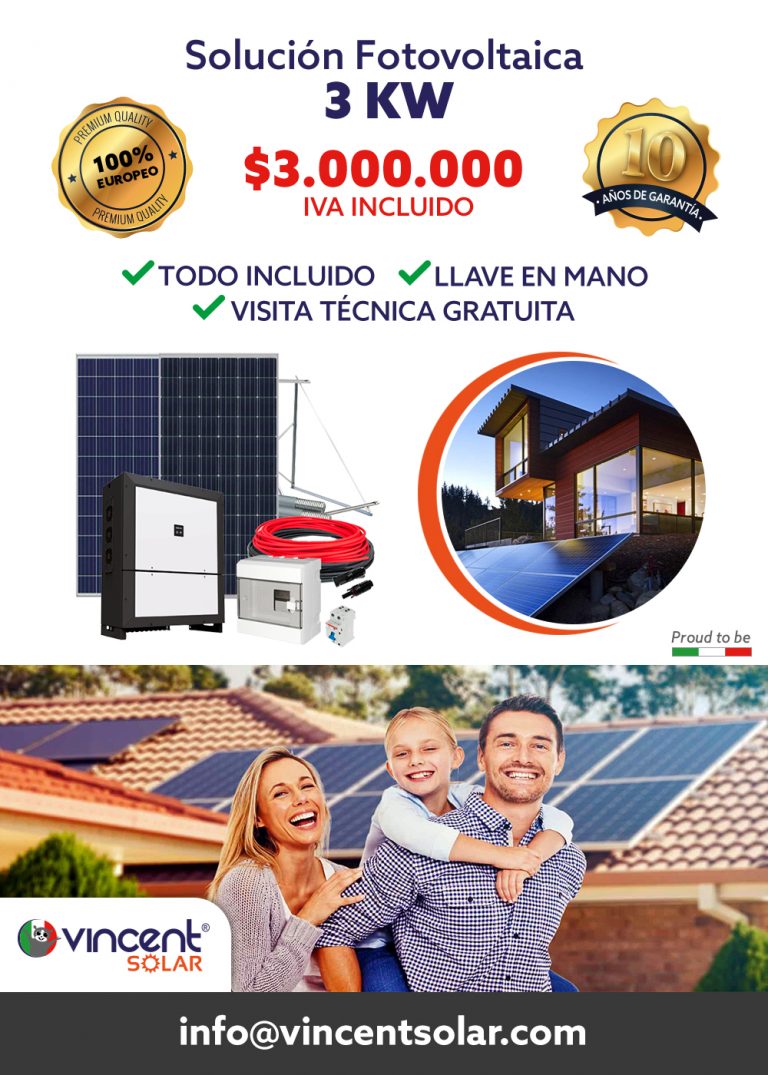 Solución Fotovoltaica
3 KW
PREMIUM QUALITY
100%
EUROPEO
PREMIUM QUALITY
$3.000.000
IVA INCLUIDO
10
AÑOS DE GARANTÍA
TODO INCLUIDO
LLAVE EN MANO
VISITA TÉCNICA GRATUITA
Proud to be
vincent®
SOLAR
info@vincentsolar.com